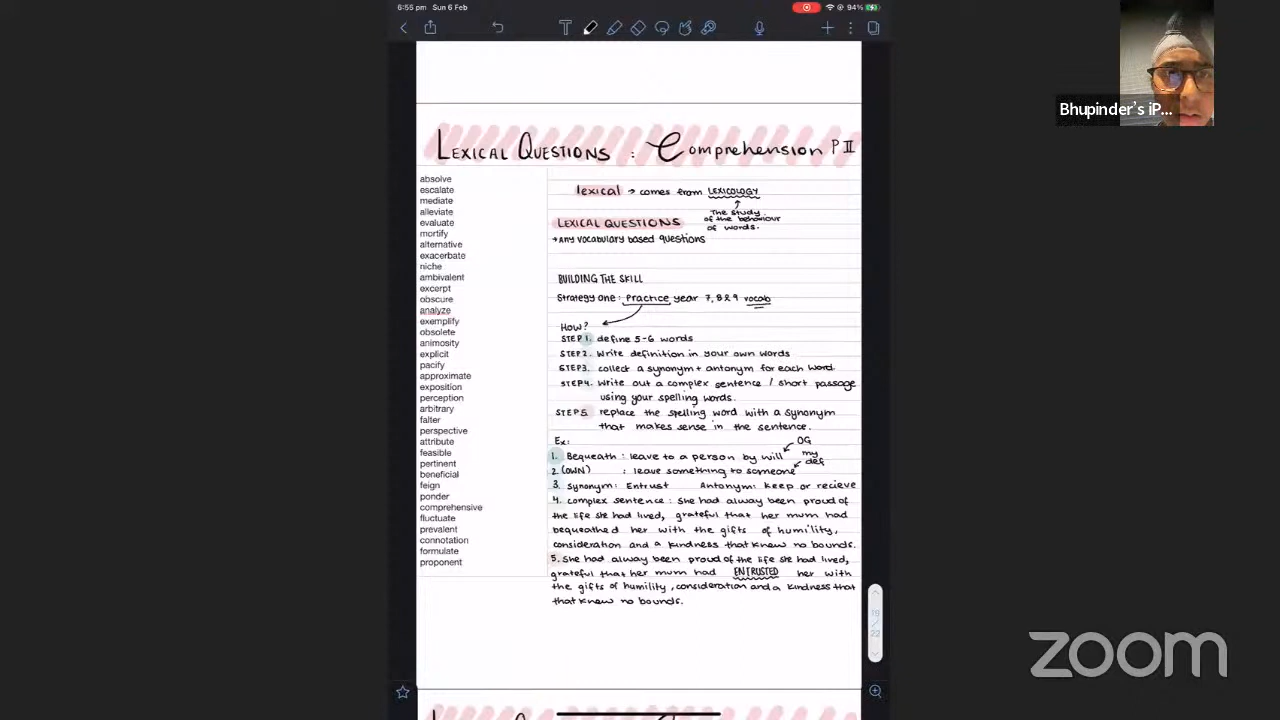 6:55 pm Sun 6 Feb
94%
Bhupinder's iP...
LEXICAL QUESTIONS : Comprehension P II
absolve
escalate
mediate
alleviate
evaluate
mortify
alternative
exacerbate
niche
ambivalent
excerpt
obscure
analyze
exemplify
obsolete
animosity
explicit
pacify
approximate
exposition
perception
arbitrary
falter
perspective
attribute
feasible
pertinent
beneficial
feign
ponder
comprehensive
fluctuate
prevalent
connotation
formulate
proponent
lexical → comes from LEXICOLOGY
The study
of the behaviour
of words.
LEXICAL QUESTIONS
→ Any vocabulary based questions
BUILDING THE SKILL
Strategy one : Practice year 7, 8 & 9 vocab
How?
STEP 1. define 5-6 words
STEP 2. Write definition in your own words
STEP 3. collect a synonym + antonym for each word.
STEP 4. Write out a complex sentence / short passage
using your spelling words.
STEP 5 replace the spelling word with a synonym
that makes sense in the sentence.
Ex:
OG
1. Bequeath : leave to a person by will
my
def
2 (OWN) : leave something to someone
3. Synonym: Entrust Antonym: keep or recieve
4. complex sentence : She had alway been proud of
the life she had lived, grateful that her mum had
bequeathed her with the gifts of humility,
consideration and a kindness that knew no bounds.
5. She had alway been proud of the life she had lived,
grateful that her mum had ENTRUSTED her with
the gifts of humility, consideration and a kindness that
that knew no bounds.
19
/
22
zoom